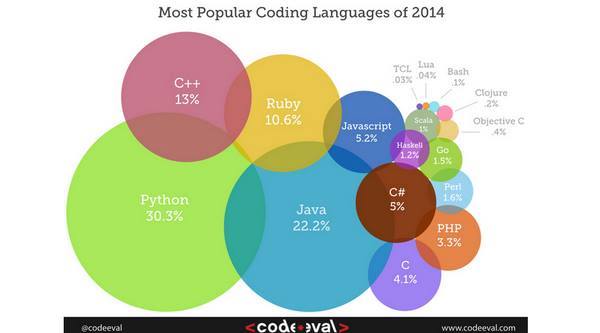 Most Popular Coding Languages of 2014
C++
13%
Ruby
10.6%
Javascript
5.2%
TCL
.03%
Lua
.04%
Bash
.1%
Clojure
.2%
Objective C
.4%
Scala
1%
Haskell
1.2%
Go
1.5%
Python
30.3%
Java
22.2%
C#
5%
Perl
1.6%
PHP
3.3%
C
4.1%
@codeeval
<code•eval/>
www.codeeval.com